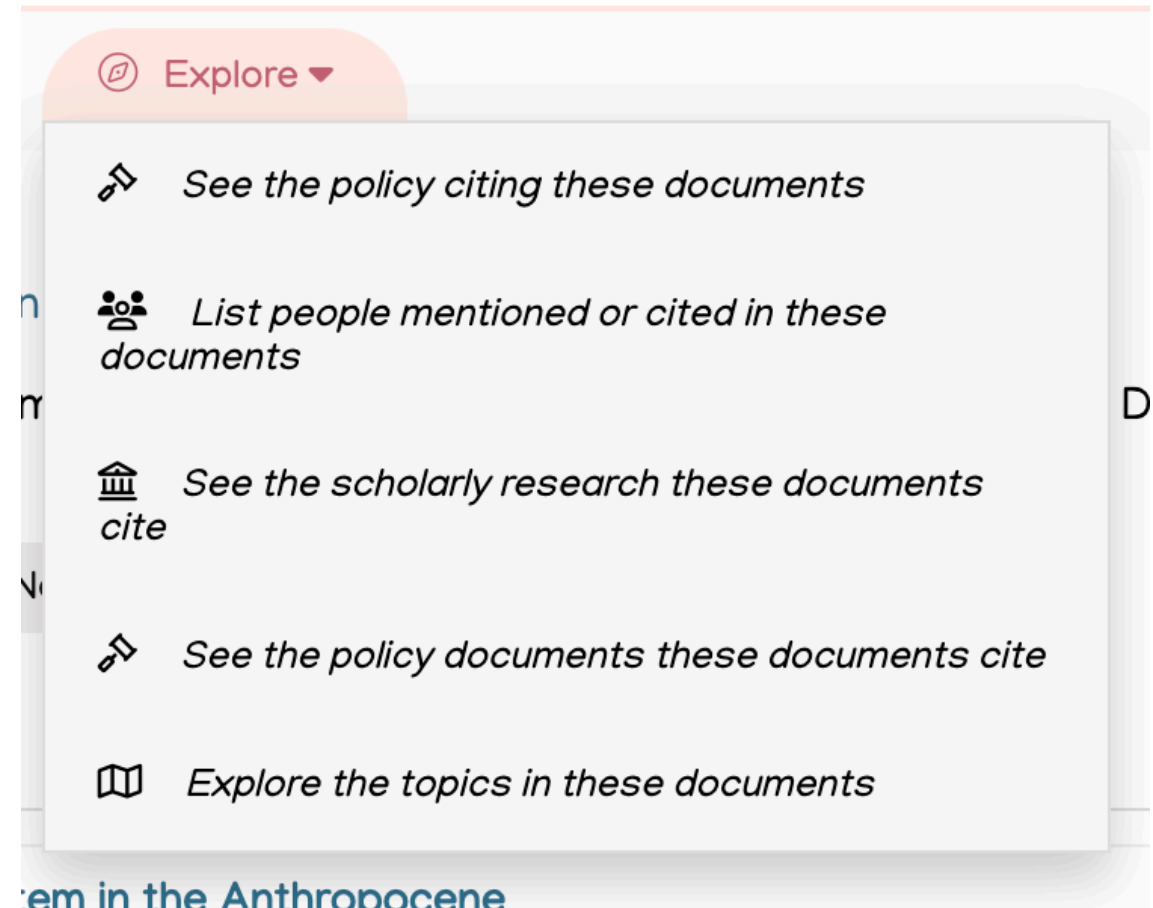 Explore
See the policy citing these documents
n
List people mentioned or cited in these
documents
m
D
See the scholarly research these documents
cite
See the policy documents these documents cite
Explore the topics in these documents
tem in the Anthropocene